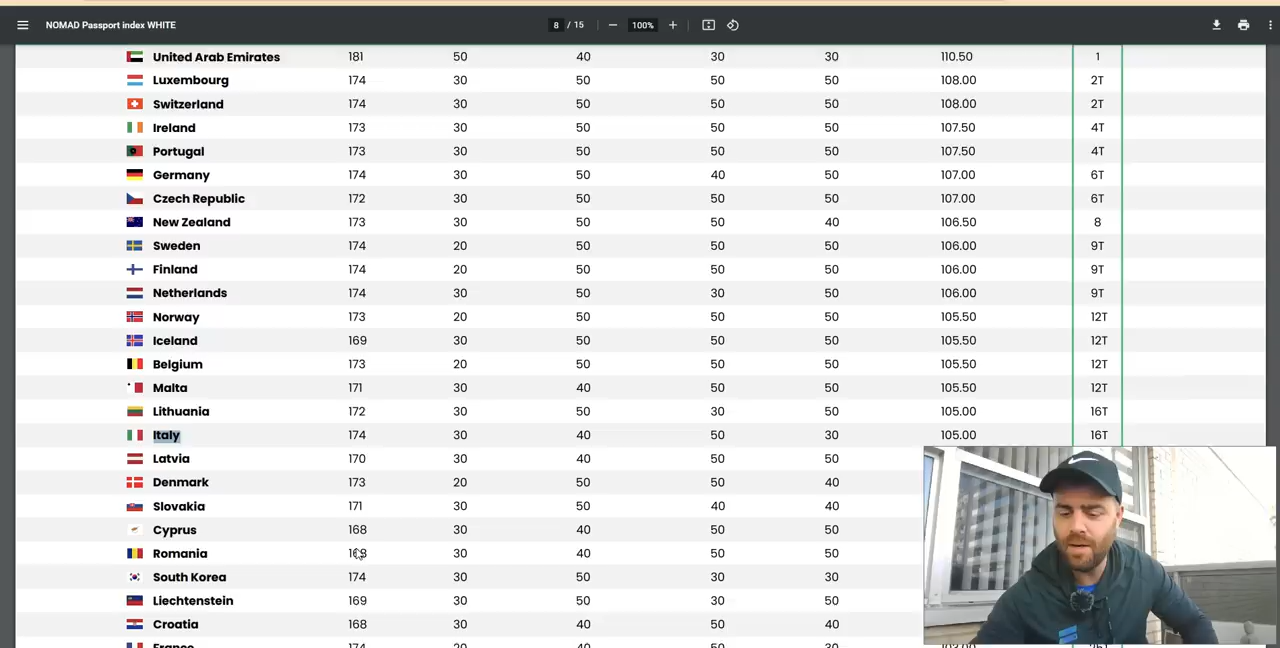 NOMAD Passport index WHITE 8 / 15 100%
United Arab Emirates 181 50 40 30 30 110.50 1
Luxembourg 174 30 50 50 50 108.00 2T
Switzerland 174 30 50 50 50 108.00 2T
Ireland 173 30 50 50 50 107.50 4T
Portugal 173 30 50 50 50 107.50 4T
Germany 174 30 50 40 50 107.00 6T
Czech Republic 172 30 50 50 50 107.00 6T
New Zealand 173 30 50 50 40 106.50 8
Sweden 174 20 50 50 50 106.00 9T
Finland 174 20 50 50 50 106.00 9T
Netherlands 174 30 50 30 50 106.00 9T
Norway 173 20 50 50 50 105.50 12T
Iceland 169 30 50 50 50 105.50 12T
Belgium 173 20 50 50 50 105.50 12T
Malta 171 30 40 50 50 105.50 12T
Lithuania 172 30 50 30 50 105.00 16T
Italy 174 30 40 50 30 105.00 16T
Latvia 170 30 40 50 50
Denmark 173 20 50 50 40
Slovakia 171 30 50 40 40
Cyprus 168 30 40 50 50
Romania 30 40 50 50
South Korea 174 30 50 30 30
Liechtenstein 169 30 50 30 50
Croatia 168 30 40 50 40
France 174 20 40 50 30 103.00